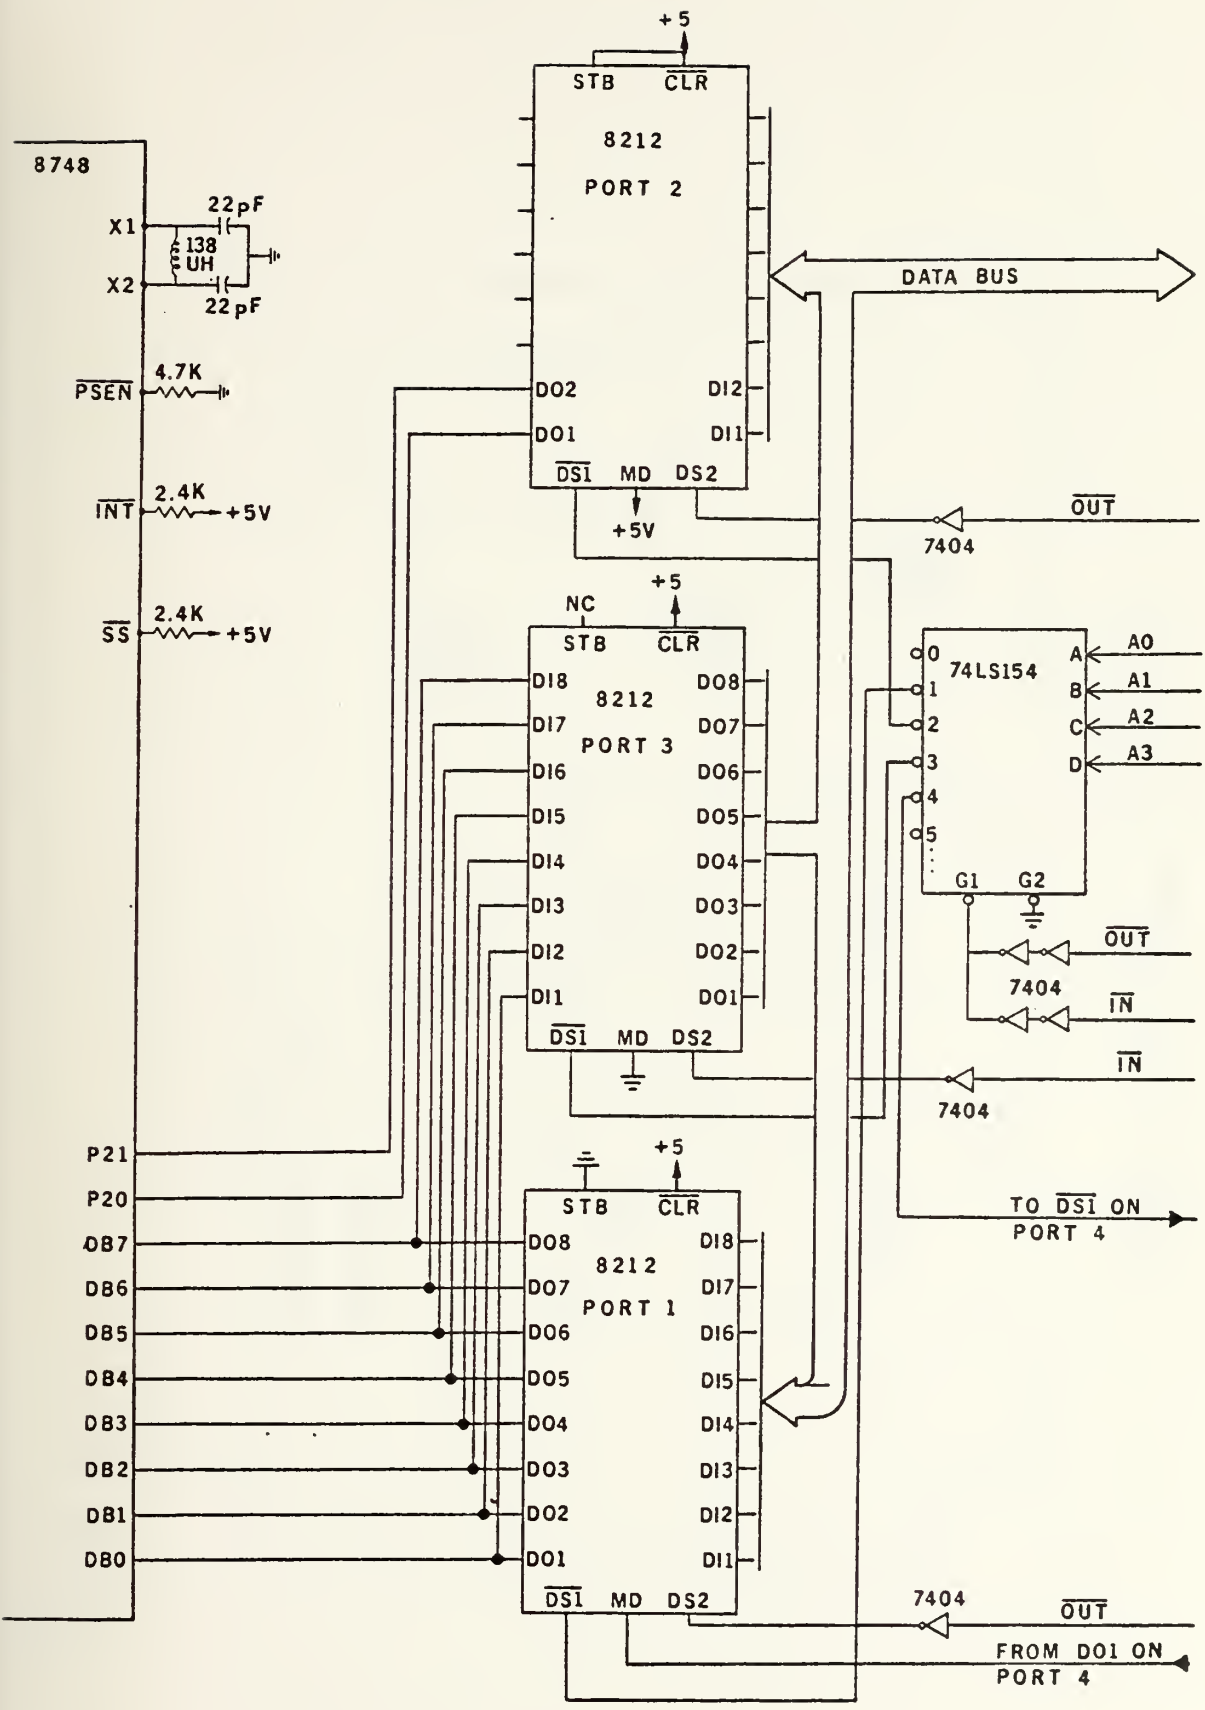 +5
STB CLR
8212
PORT 2
DO2 DI2
DO1 DI1
DS1 MD DS2
+5V
8748
X1
X2
22pF
138
UH
22pF
PSEN 4.7K
INT 2.4K +5V
SS 2.4K +5V
P21
P20
DB7
DB6
DB5
DB4
DB3
DB2
DB1
DB0
DATA BUS
OUT
7404
NC +5
STB CLR
8212
PORT 3
DI8 DO8
DI7 DO7
DI6 DO6
DI5 DO5
DI4 DO4
DI3 DO3
DI2 DO2
DI1 DO1
DS1 MD DS2
74LS154
0 A A0
1 B A1
2 C A2
3 D A3
4
5
G1 G2
OUT
7404
IN
IN
7404
TO DS1 ON
PORT 4
+5
STB CLR
8212
PORT 1
DO8 DI8
DO7 DI7
DO6 DI6
DO5 DI5
DO4 DI4
DO3 DI3
DO2 DI2
DO1 DI1
DS1 MD DS2
7404
OUT
FROM DO1 ON
PORT 4